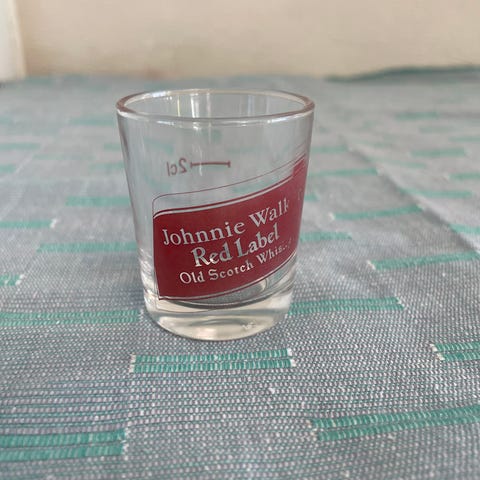 2cl
Johnnie Walk
Red Label
Old Scotch Whis